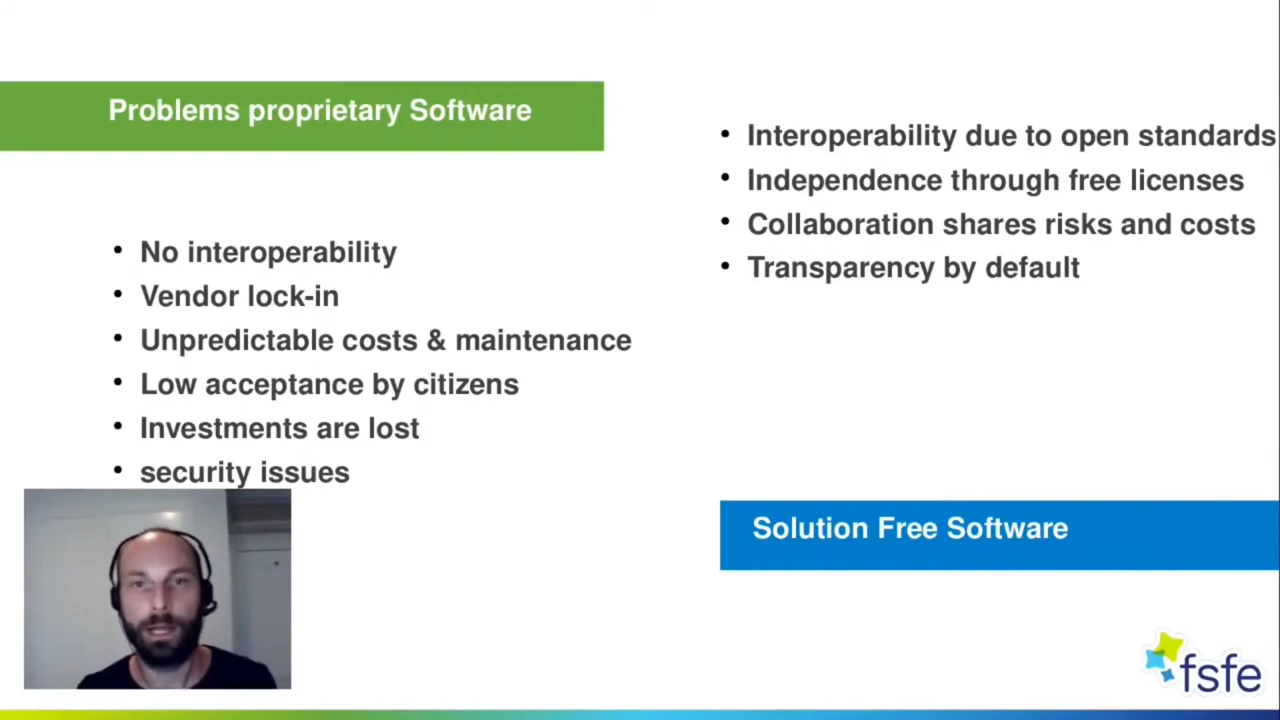 Problems proprietary Software
No interoperability
Vendor lock-in
Unpredictable costs & maintenance
Low acceptance by citizens
Investments are lost
security issues
Interoperability due to open standards
Independence through free licenses
Collaboration shares risks and costs
Transparency by default
Solution Free Software
fsfe